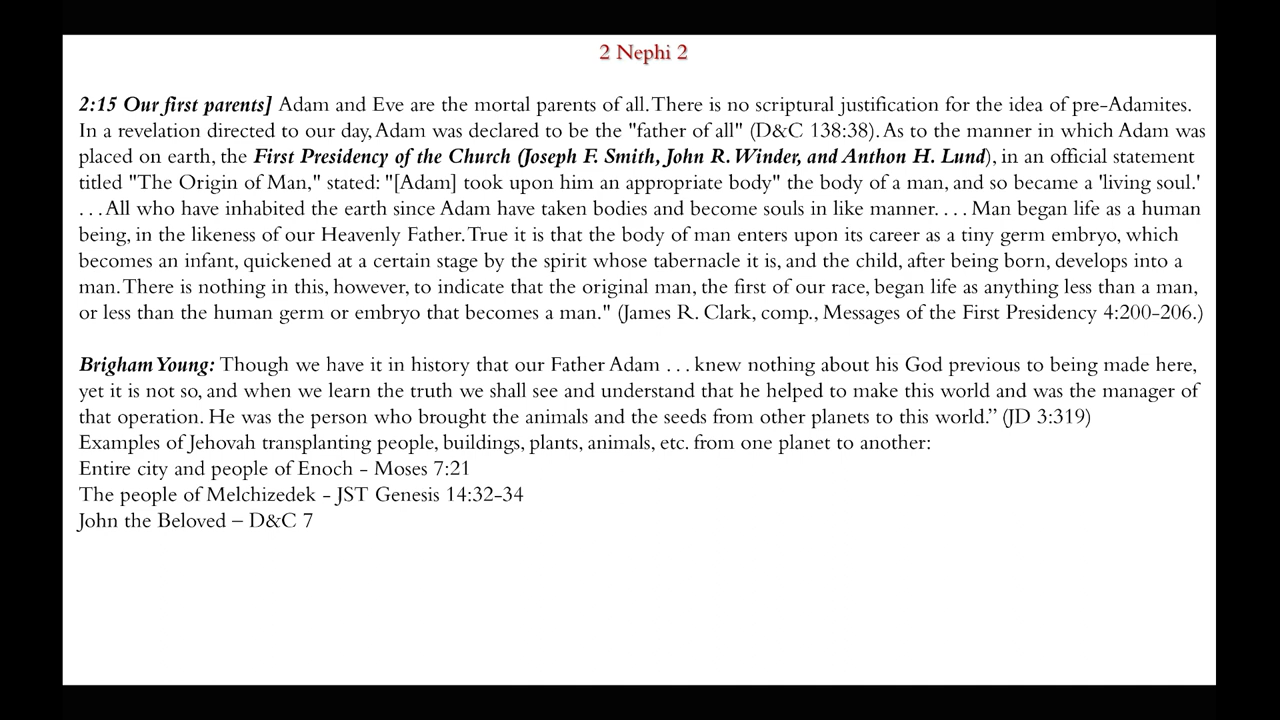 2 Nephi 2
2:15 Our first parents] Adam and Eve are the mortal parents of all. There is no scriptural justification for the idea of pre-Adamites.
In a revelation directed to our day, Adam was declared to be the "father of all" (D&C 138:38). As to the manner in which Adam was
placed on earth, the First Presidency of the Church (Joseph F. Smith, John R. Winder, and Anthon H. Lund), in an official statement
titled "The Origin of Man," stated: "[Adam] took upon him an appropriate body" the body of a man, and so became a 'living soul.'
. . . All who have inhabited the earth since Adam have taken bodies and become souls in like manner. . . . Man began life as a human
being, in the likeness of our Heavenly Father. True it is that the body of man enters upon its career as a tiny germ embryo, which
becomes an infant, quickened at a certain stage by the spirit whose tabernacle it is, and the child, after being born, develops into a
man. There is nothing in this, however, to indicate that the original man, the first of our race, began life as anything less than a man,
or less than the human germ or embryo that becomes a man." (James R. Clark, comp., Messages of the First Presidency 4:200-206.)
Brigham Young: Though we have it in history that our Father Adam . . . knew nothing about his God previous to being made here,
yet it is not so, and when we learn the truth we shall see and understand that he helped to make this world and was the manager of
that operation. He was the person who brought the animals and the seeds from other planets to this world.” (JD 3:319)
Examples of Jehovah transplanting people, buildings, plants, animals, etc. from one planet to another:
Entire city and people of Enoch - Moses 7:21
The people of Melchizedek - JST Genesis 14:32-34
John the Beloved – D&C 7